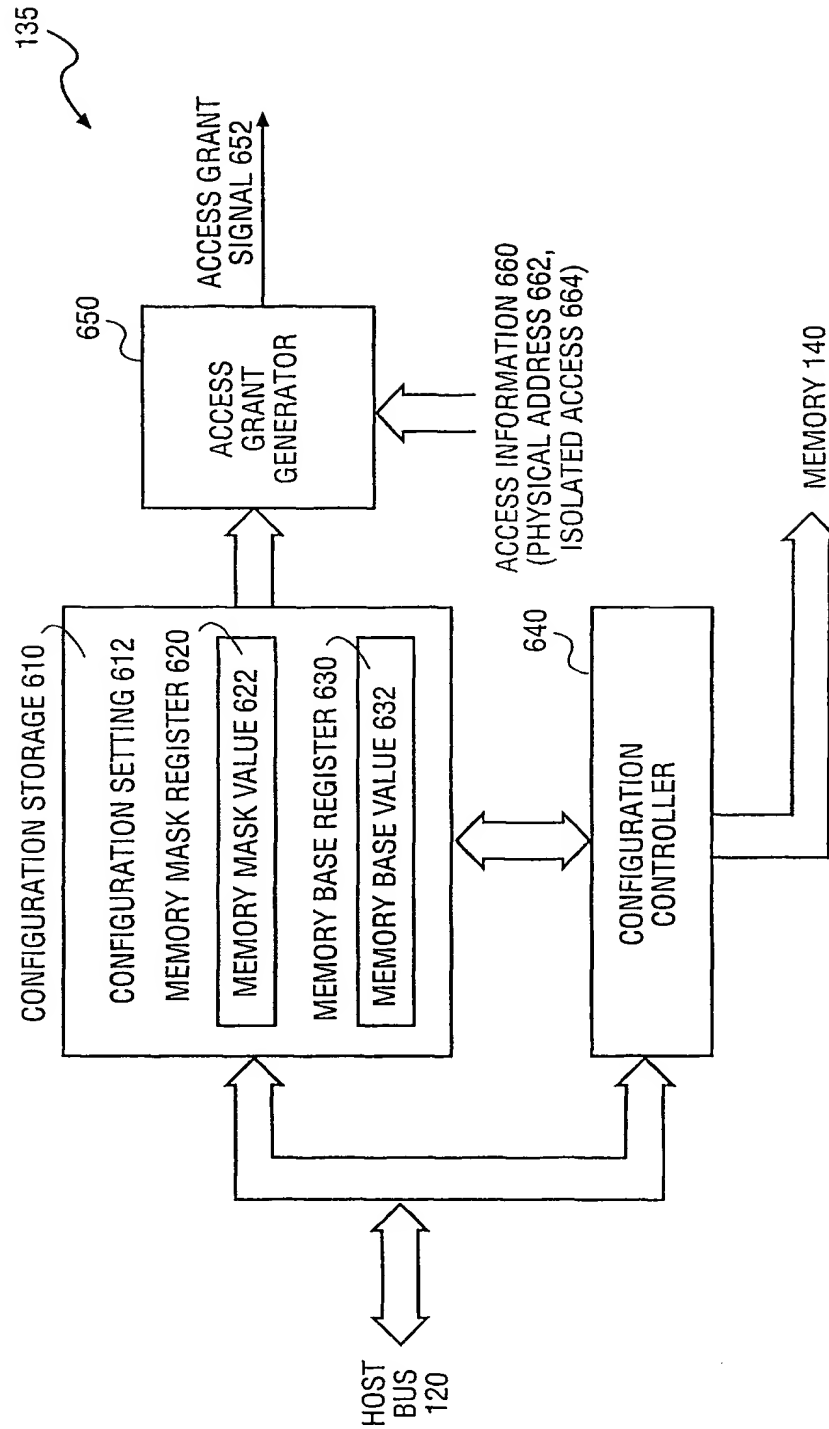 135
CONFIGURATION STORAGE 610
CONFIGURATION SETTING 612
MEMORY MASK REGISTER 620
MEMORY MASK VALUE 622
MEMORY BASE REGISTER 630
MEMORY BASE VALUE 632
650
ACCESS
GRANT
GENERATOR
ACCESS GRANT
SIGNAL 652
ACCESS INFORMATION 660
(PHYSICAL ADDRESS 662,
ISOLATED ACCESS 664)
HOST
BUS
120
640
CONFIGURATION
CONTROLLER
MEMORY 140